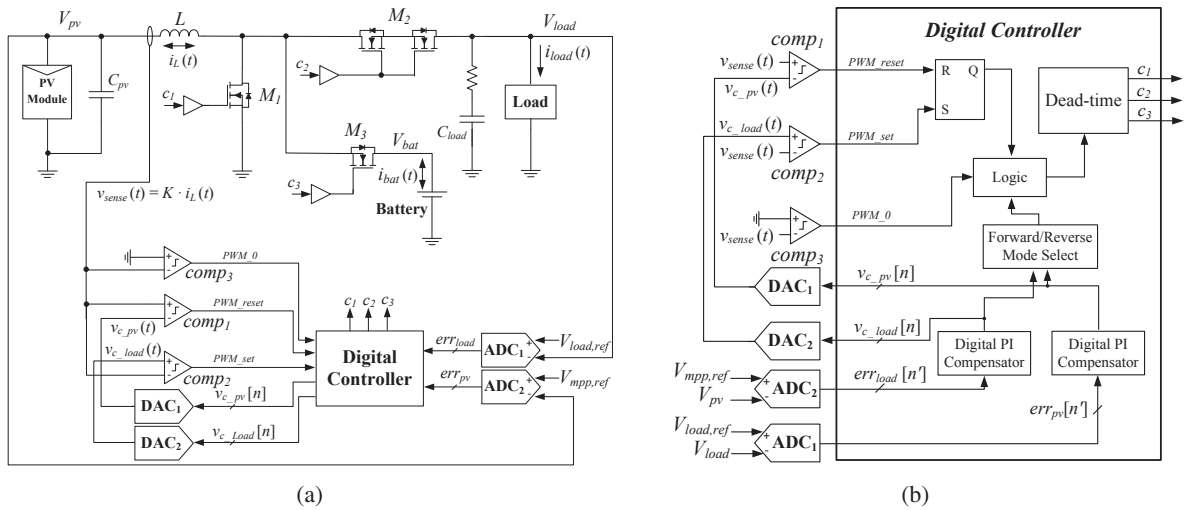 V_pv
L
M_2
V_load
i_L(t)
i_load(t)
c_2
PV
Module
C_pv
c_1
M_1
Load
C_load
M_3
V_bat
i_bat(t)
c_3
Battery
v_sense(t) = K · i_L(t)
+
-
PWM_0
comp_3
+
-
PWM_reset
comp_1
v_c_pv(t)
v_c_load(t)
+
-
PWM_set
comp_2
c_1 c_2 c_3
Digital
Controller
err_load
ADC_1
+
-
V_load,ref
err_pv
ADC_2
+
-
V_mpp,ref
DAC_1
v_c_pv[n]
DAC_2
v_c_Load[n]
(a)
Digital Controller
comp_1
v_sense(t)
+
-
v_c_pv(t)
PWM_reset
R Q
S
Dead-time
c_1
c_2
c_3
v_c_load(t)
+
-
v_sense(t)
PWM_set
comp_2
Logic
+
-
v_sense(t)
PWM_0
comp_3
Forward/Reverse
Mode Select
DAC_1
v_c_pv[n]
DAC_2
v_c_load[n]
Digital PI
Compensator
Digital PI
Compensator
V_mpp,ref
V_pv
+
-
ADC_2
err_load[n']
err_pv[n']
V_load,ref
V_load
+
-
ADC_1
(b)